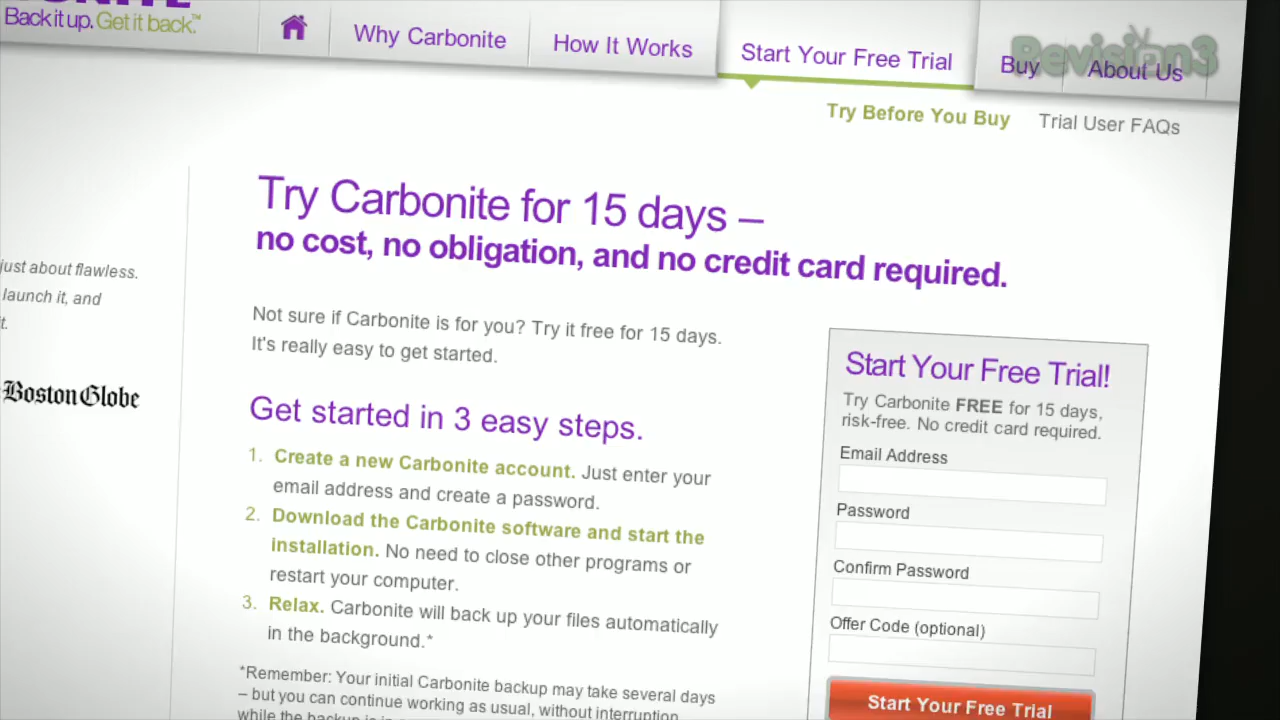 Back it up. Get it back.™
Why Carbonite
How It Works
Start Your Free Trial
Buy
About Us
Revision3
Try Before You Buy
Trial User FAQs
just about flawless.
launch it, and
it.
Boston Globe
Try Carbonite for 15 days –
no cost, no obligation, and no credit card required.
Not sure if Carbonite is for you? Try it free for 15 days.
It's really easy to get started.
Get started in 3 easy steps.
1. Create a new Carbonite account. Just enter your
email address and create a password.
2. Download the Carbonite software and start the
installation. No need to close other programs or
restart your computer.
3. Relax. Carbonite will back up your files automatically
in the background.*
*Remember: Your initial Carbonite backup may take several days
– but you can continue working as usual, without interruption
while the backup is in
Start Your Free Trial!
Try Carbonite FREE for 15 days,
risk-free. No credit card required.
Email Address
Password
Confirm Password
Offer Code (optional)
Start Your Free Trial